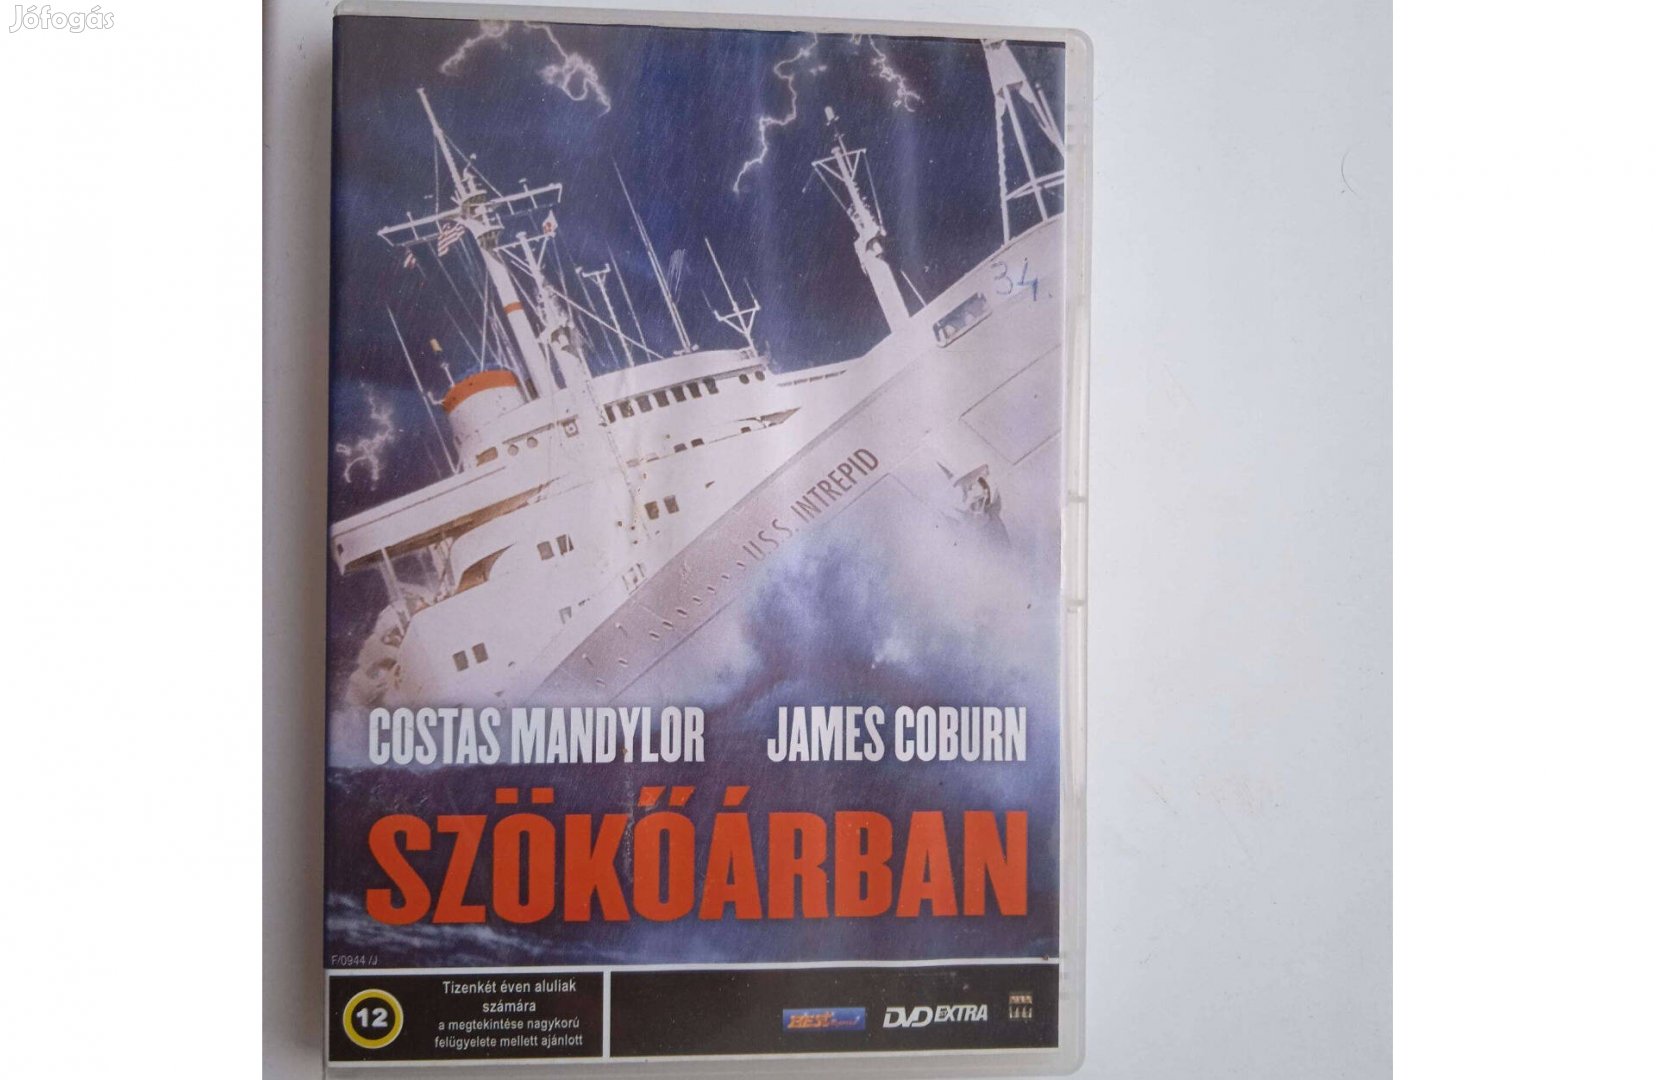 Jófogás
34.
U.S.S. INTREPID
COSTAS MANDYLOR JAMES COBURN
SZÖKŐÁRBAN
F/0944 /J
12
Tizenkét éven aluliak
számára
a megtekintése nagykorú
felügyelete mellett ajánlott
BEST
DVD EXTRA